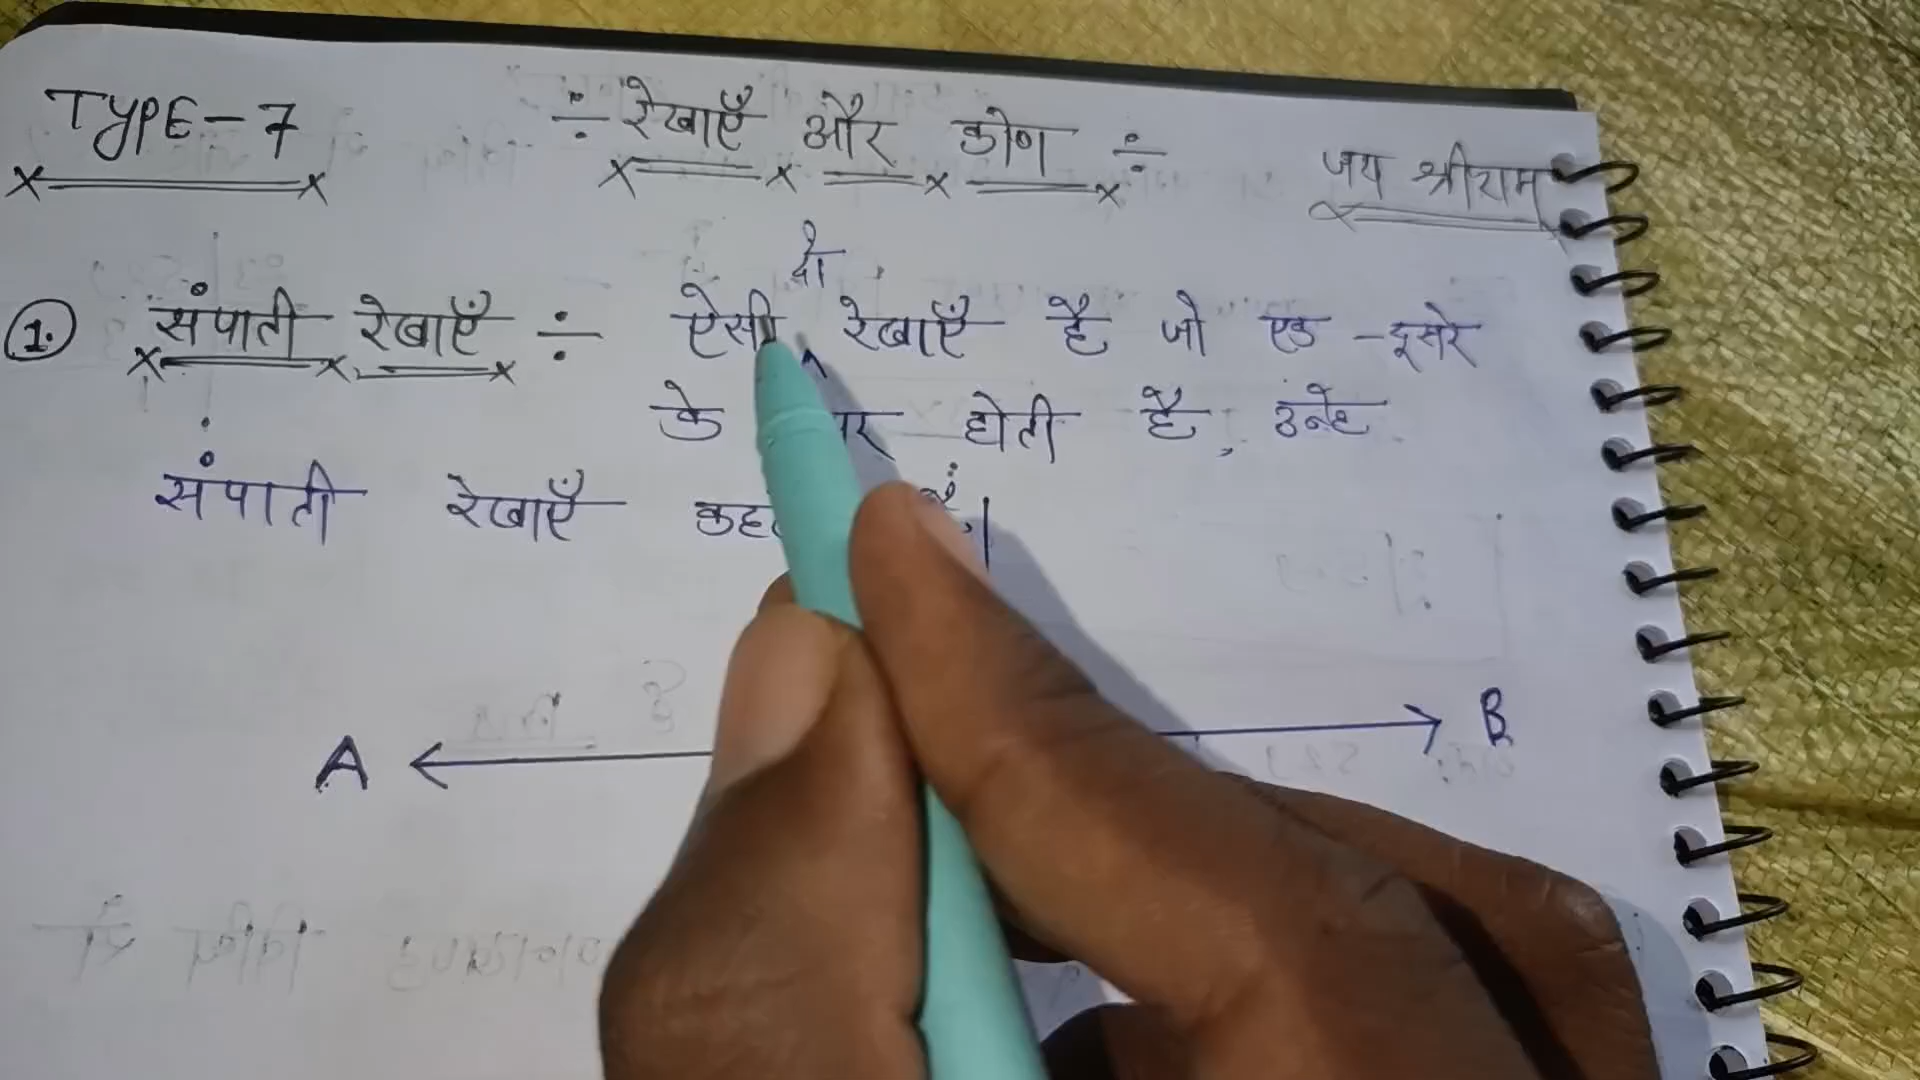 TYPE-7
÷ रेखाएँ और कोण ÷
जय श्रीराम
1. संपाती रेखाएँ ÷ ऐसी दो रेखाएँ है जो एक-दूसरे
के होती है, उन्हे
संपाती रेखाएँ हैं।
A B